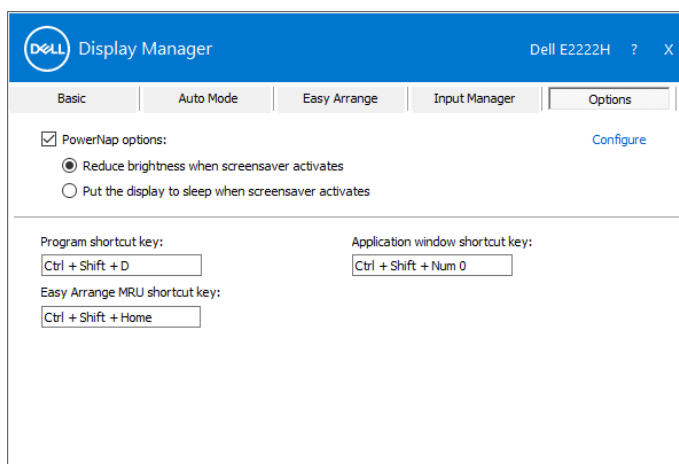 DELL Display Manager Dell E2222H ? X
Basic Auto Mode Easy Arrange Input Manager Options
PowerNap options: Configure
Reduce brightness when screensaver activates
Put the display to sleep when screensaver activates
Program shortcut key: Application window shortcut key:
Ctrl + Shift + D Ctrl + Shift + Num 0
Easy Arrange MRU shortcut key:
Ctrl + Shift + Home